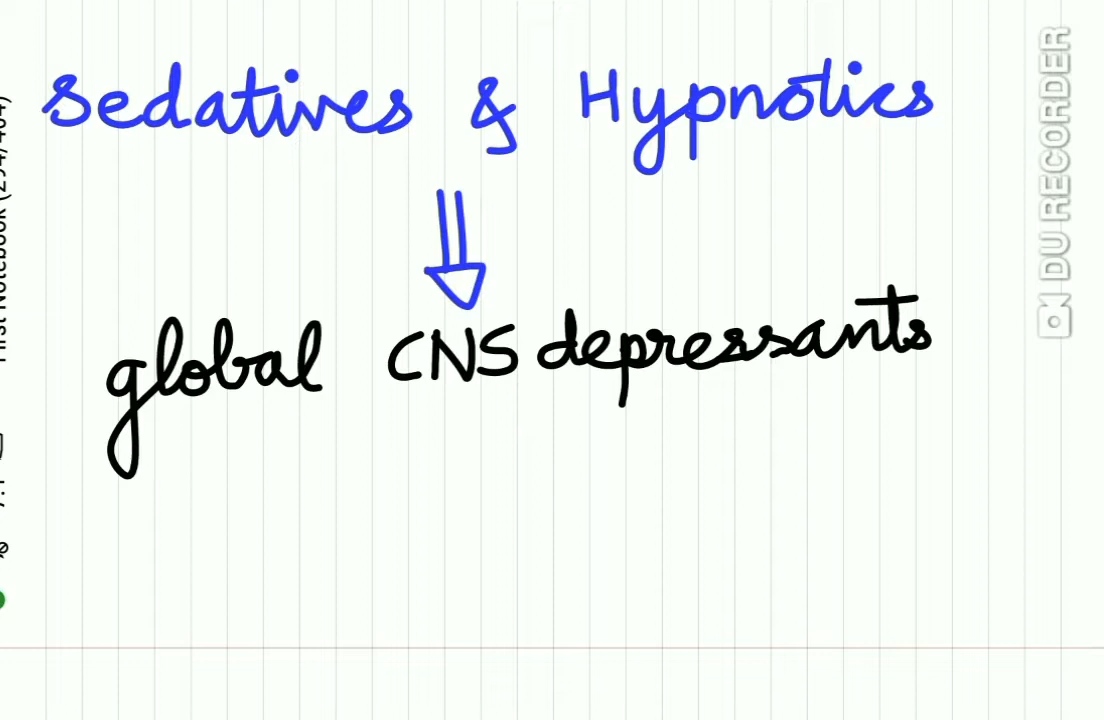 Sedatives & Hypnotics
global CNS depressants
DU RECORDER